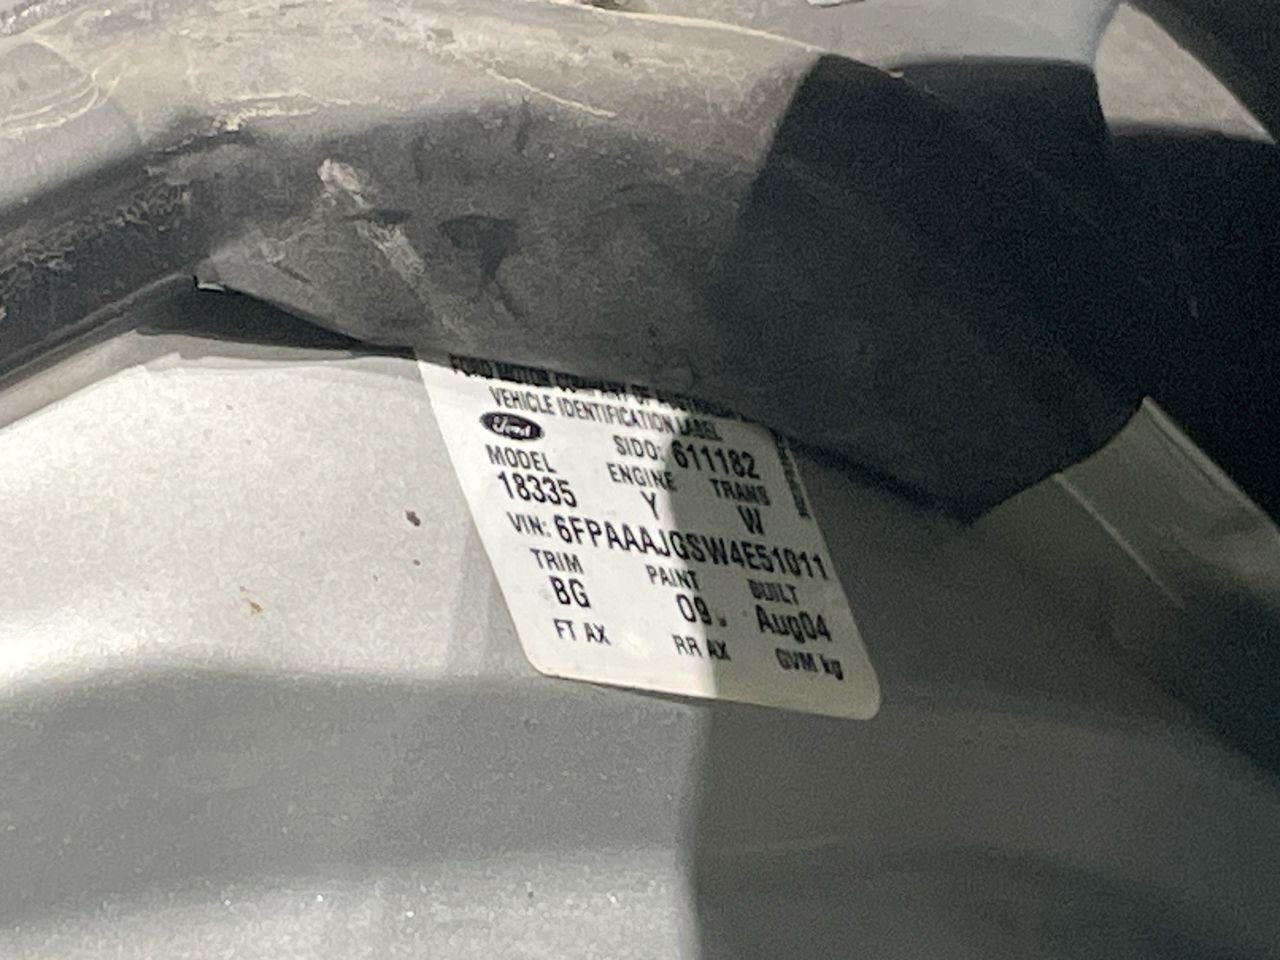 FORD MOTOR COMPANY OF AUSTRALIA
VEHICLE IDENTIFICATION LABEL
Ford
SIDO: 611182
MODEL ENGINE TRANS
18335 Y W
VIN: 6FPAAAJGSW4E51011
TRIM PAINT BUILT
BG 09 Aug04
FT AX RR AX GVM kg